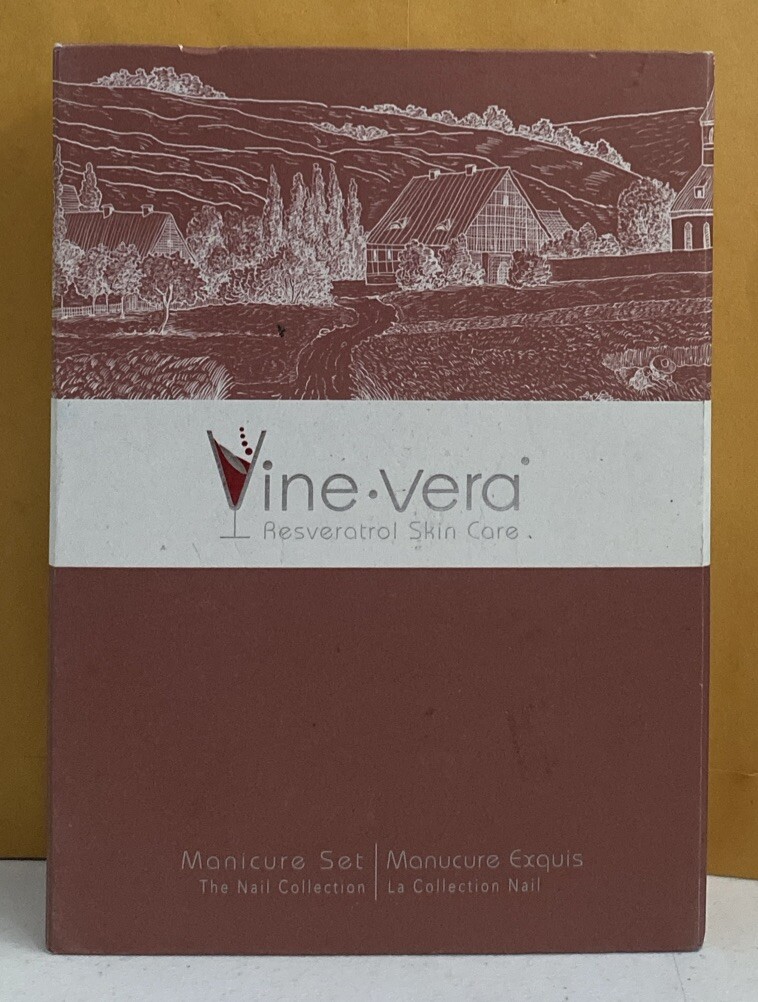 Vine·vera
Resveratrol Skin Care
Manicure Set | Manucure Exquis
The Nail Collection | La Collection Nail